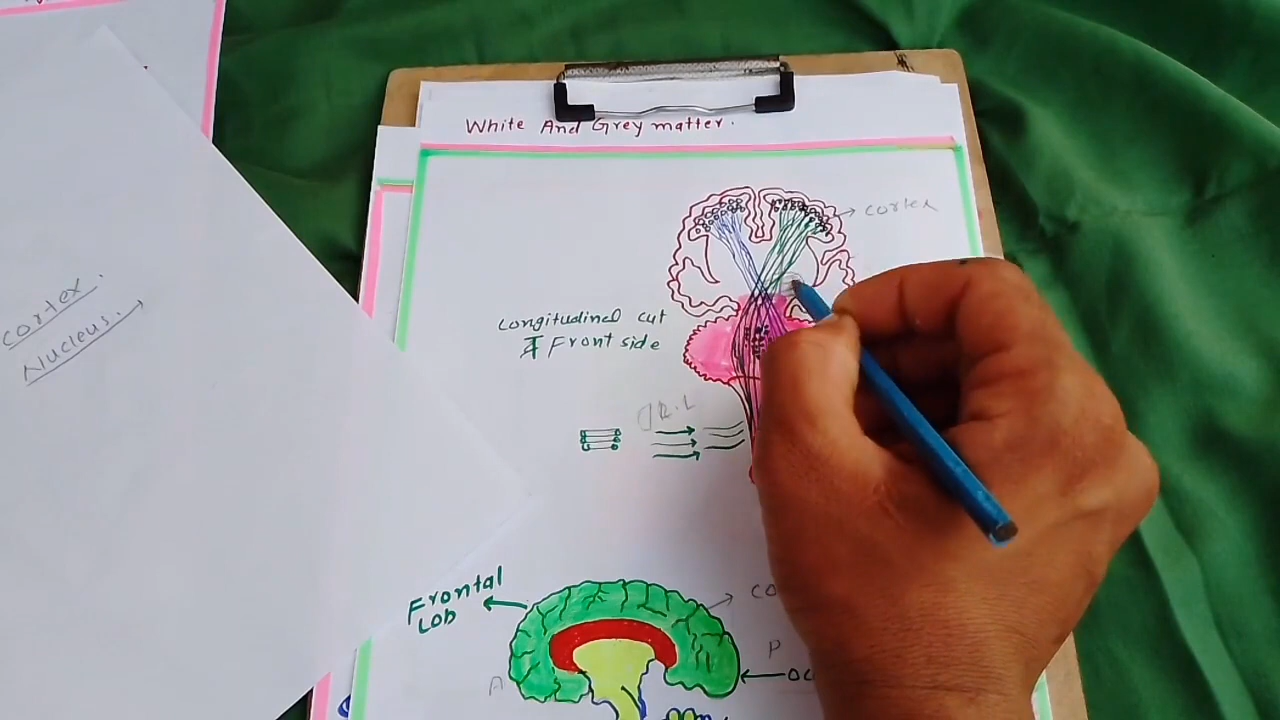 White And Grey matter.
Cortex
Cortex.
Nucleus.
Longitudinal cut
Front side
Frontal
Lob
P
A